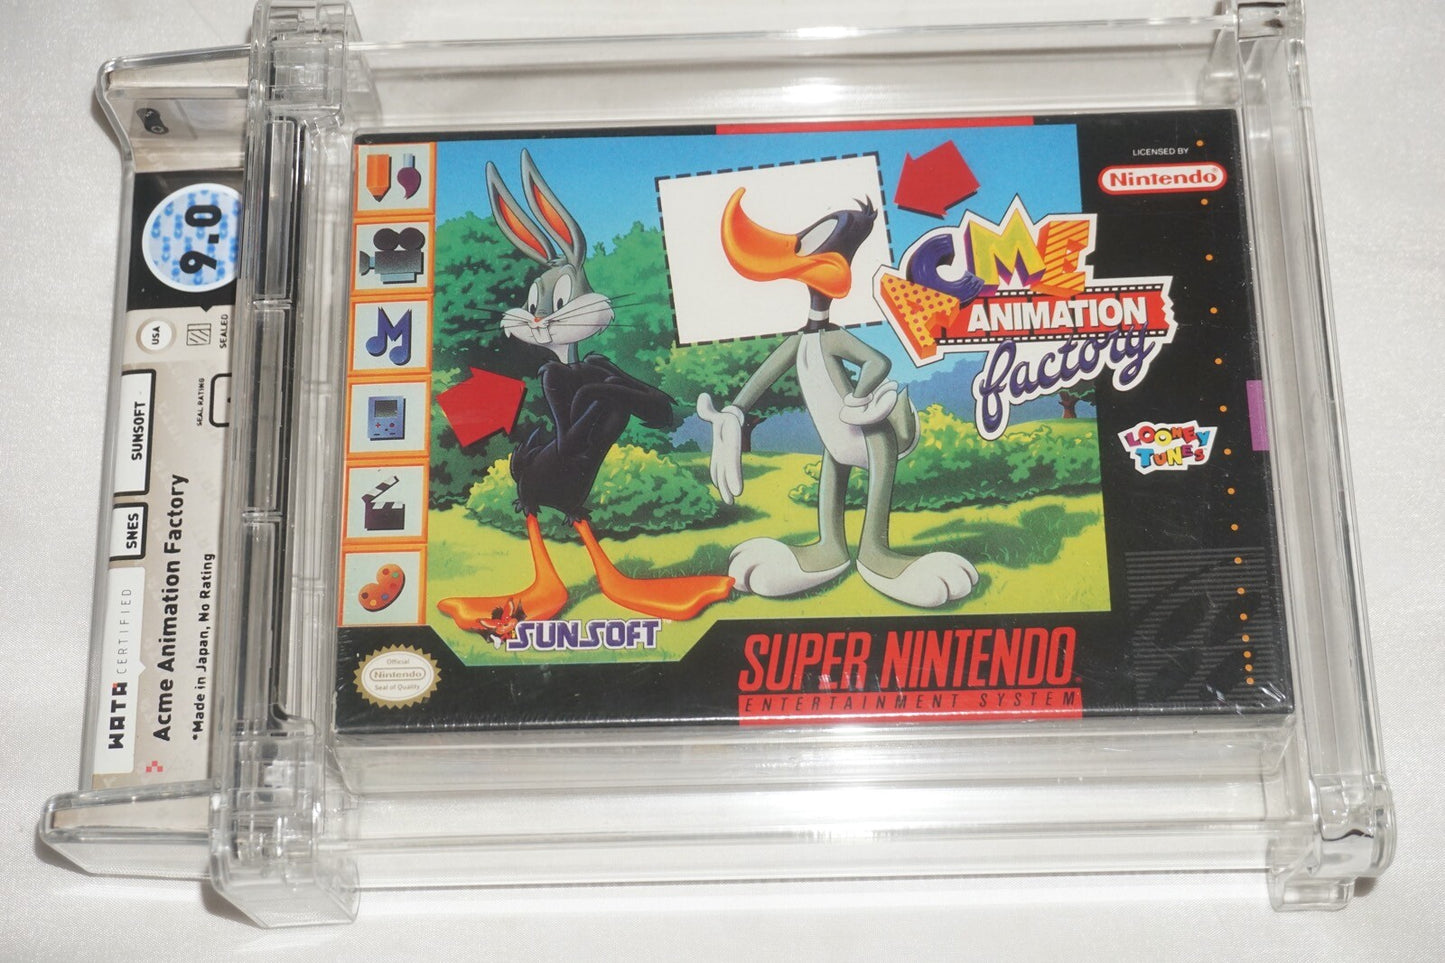 9.0
USA
SEALED
SEAL RATING
SUNSOFT
SNES
WATA CERTIFIED
Acme Animation Factory
*Made in Japan, No Rating
LICENSED BY
Nintendo
ACME
ANIMATION
factory
LOONEY
TUNES
SUNSOFT
Official
Nintendo
Seal of Quality
SUPER NINTENDO
ENTERTAINMENT SYSTEM